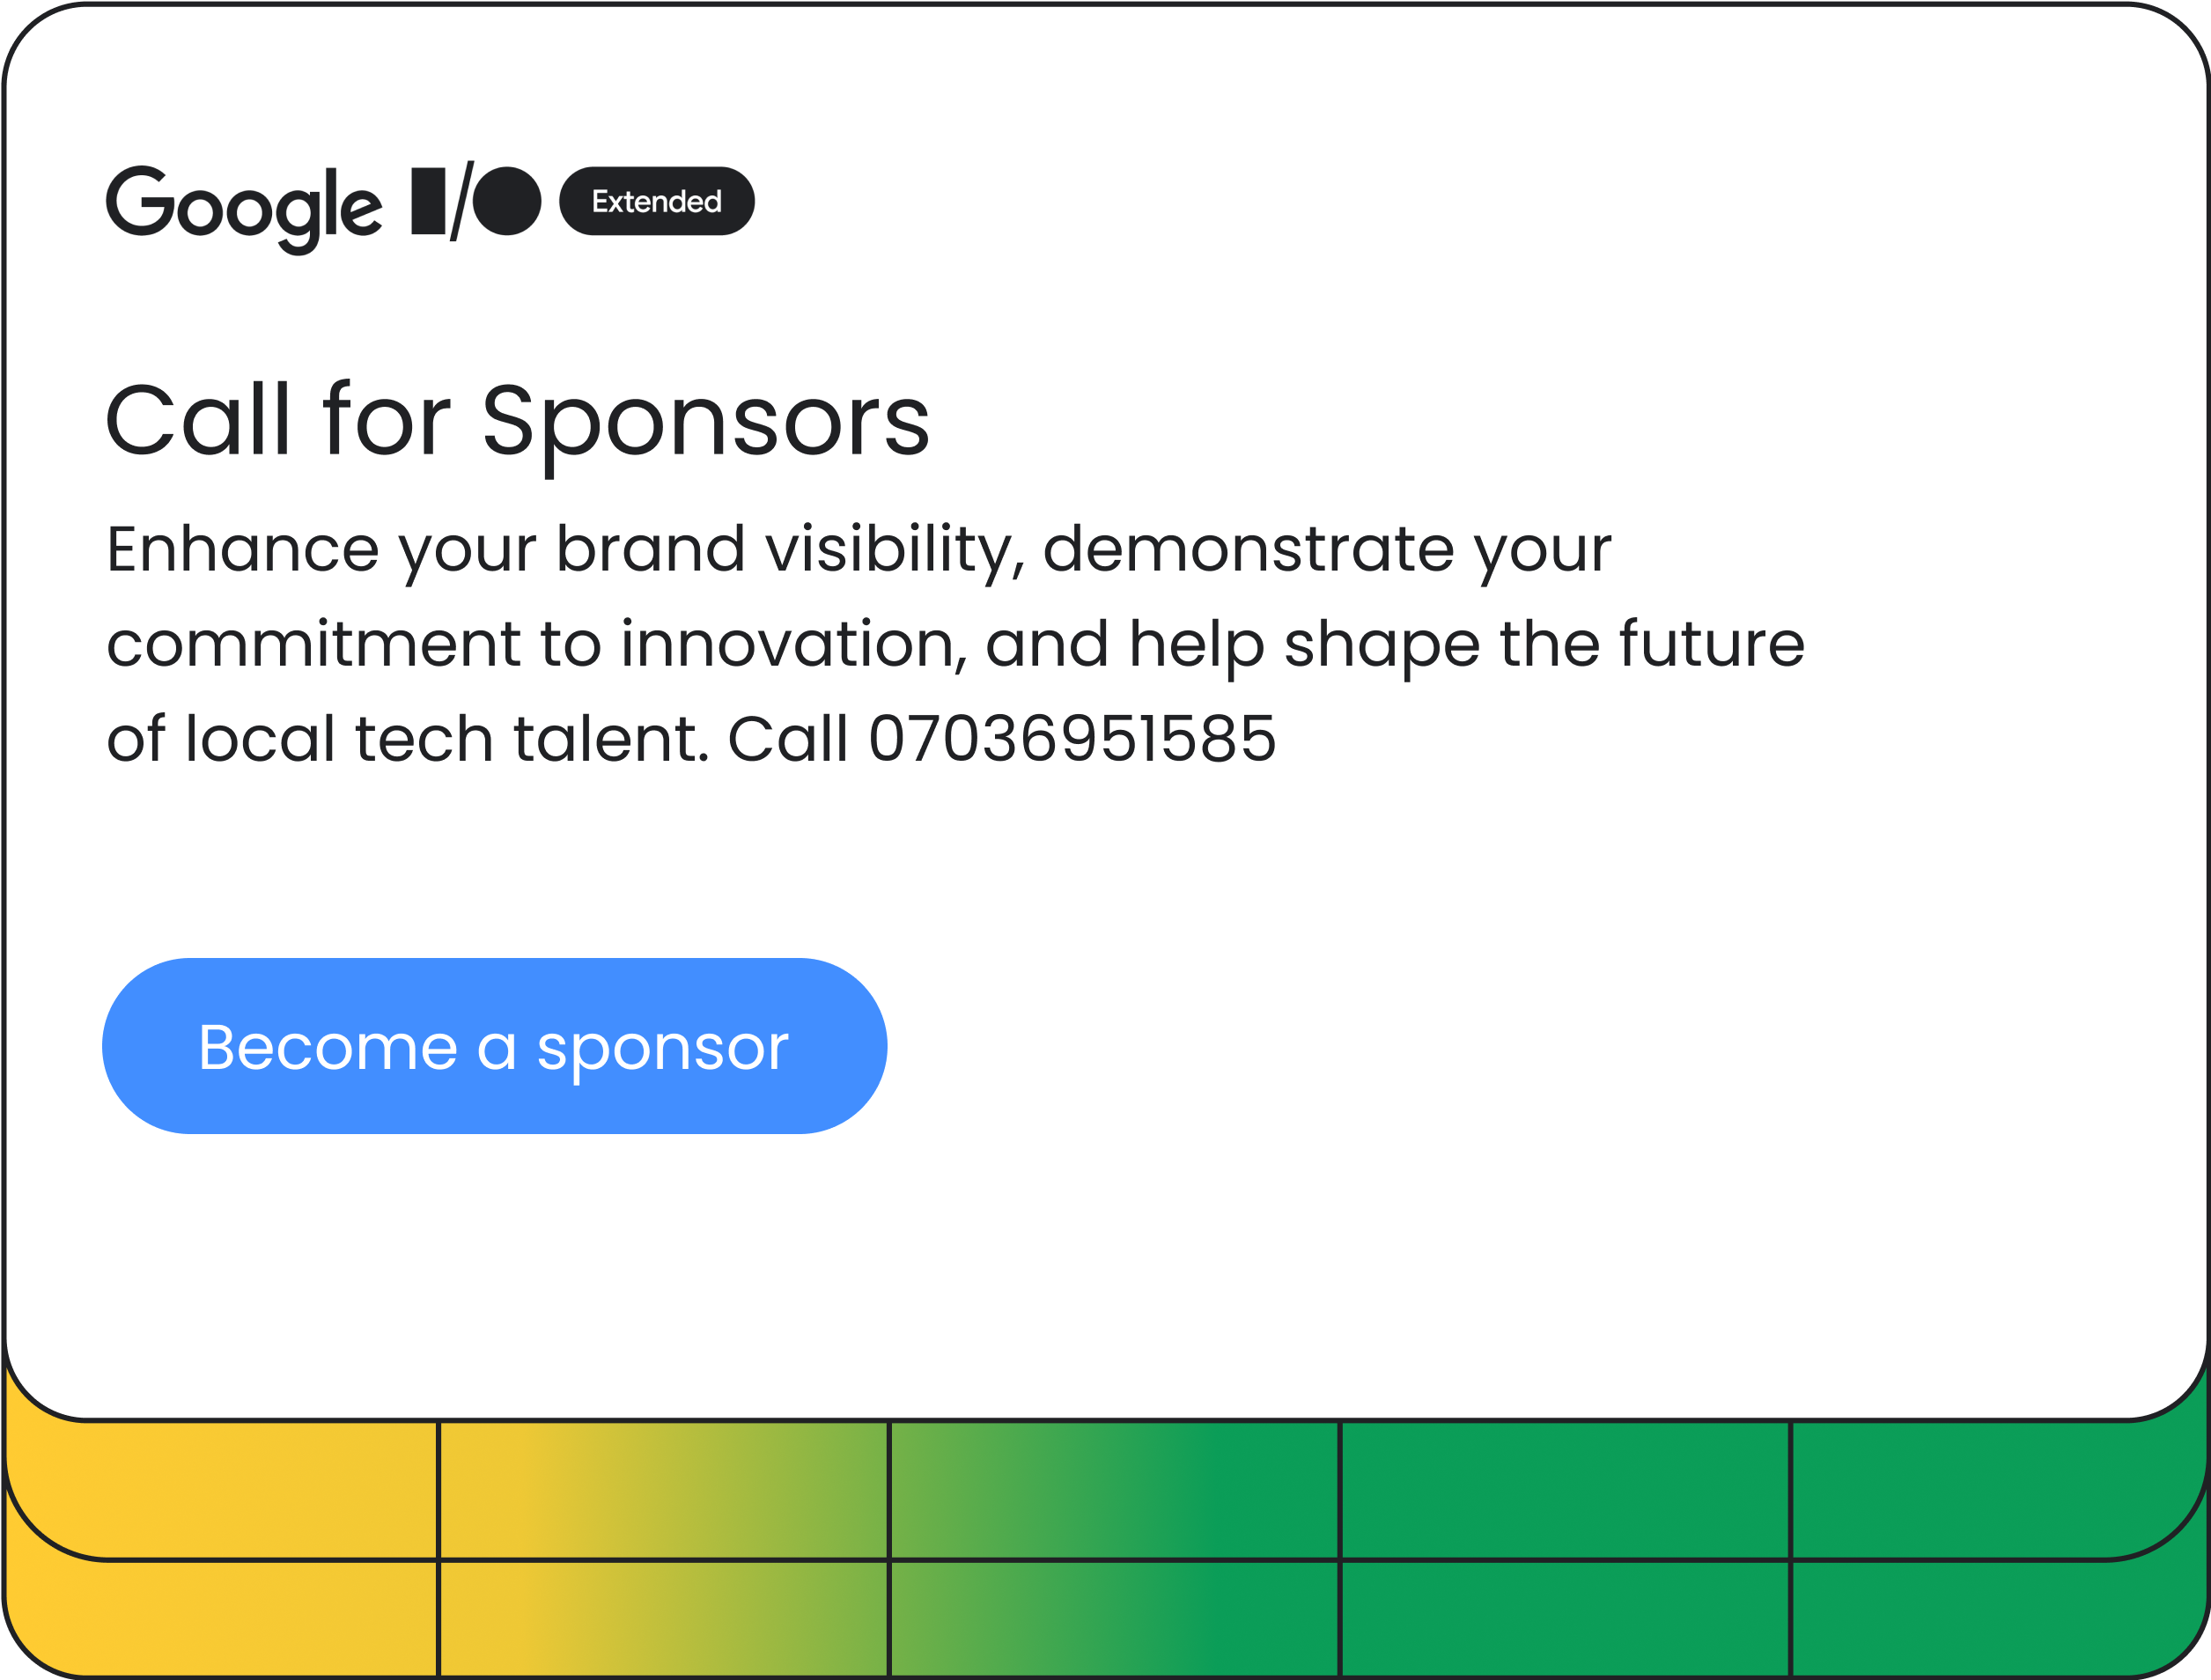 Google I/O Extended
Call for Sponsors
Enhance your brand visibility, demonstrate your
commitment to innovation, and help shape the future
of local tech talent. Call 07036951585
Become a sponsor